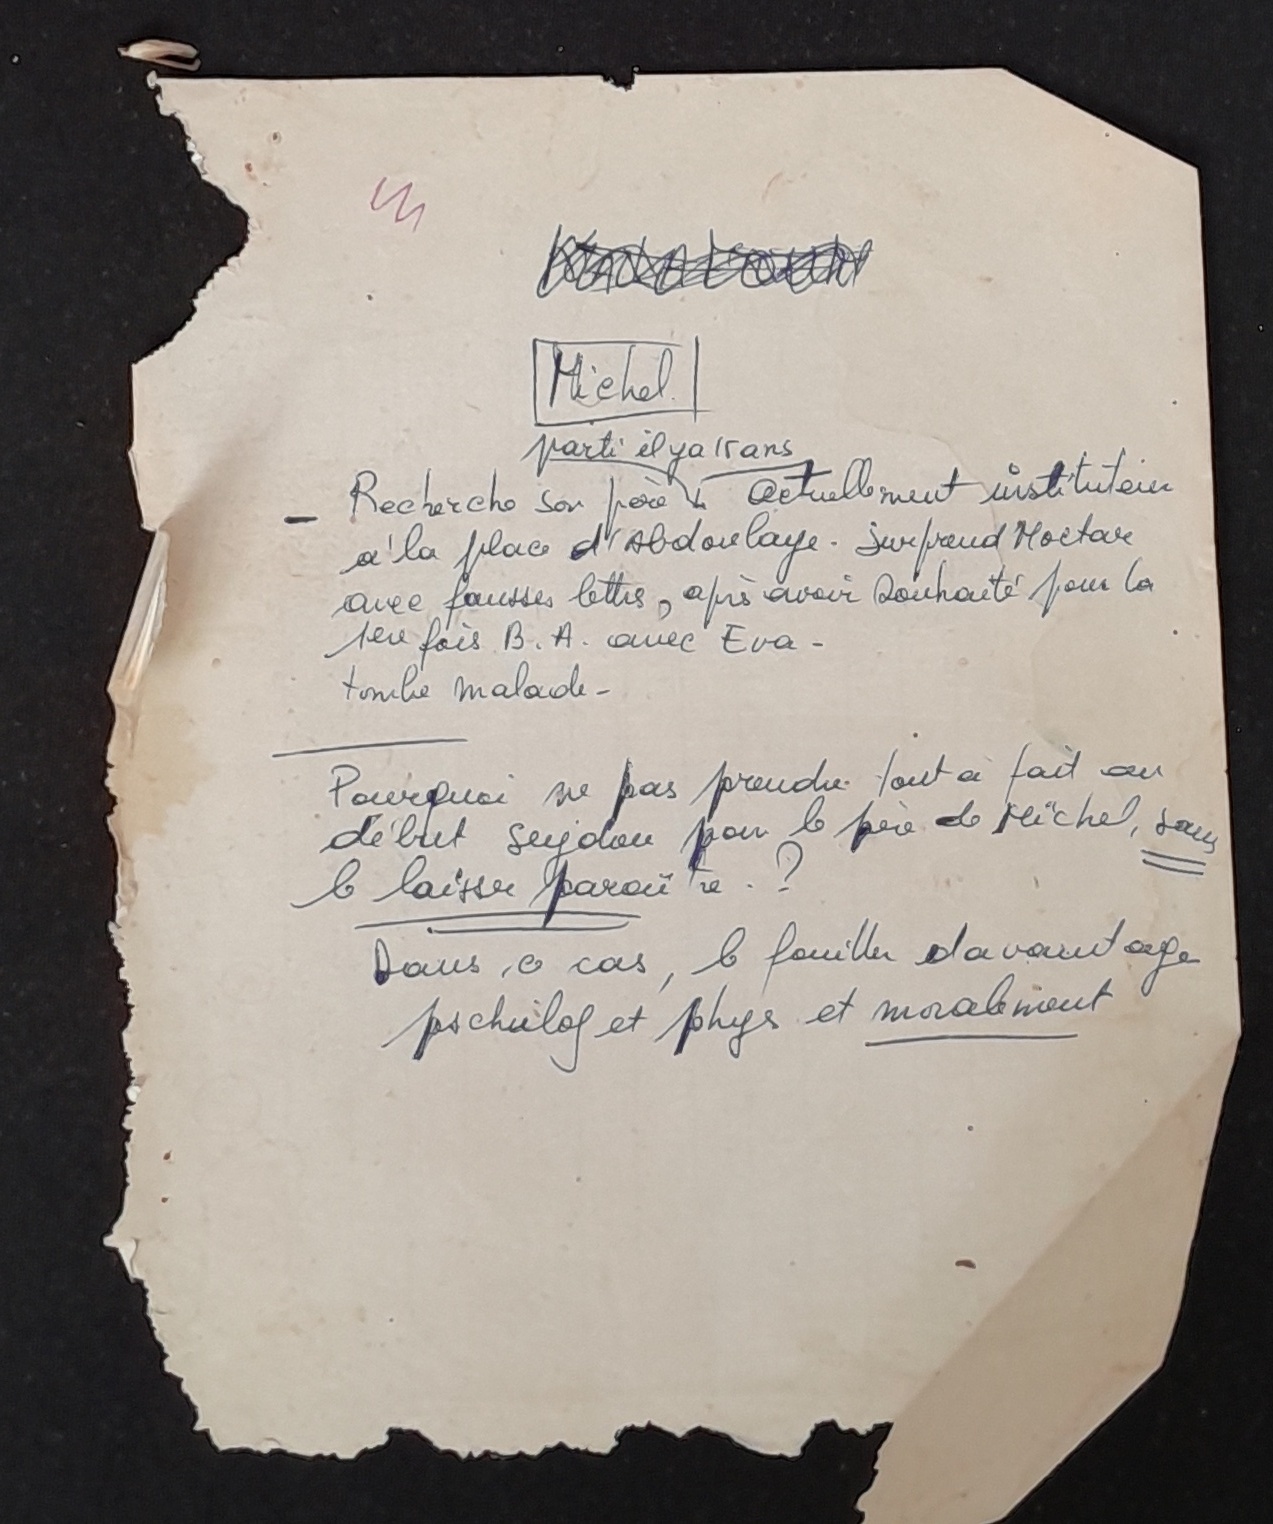 Michel
parti il y a 15 ans
- Recherche son père Actuellement instituteur
à la place d'Abdoulaye. Surprend Moctar
avec fausses lettres, après avoir souhaité pour la
1ere fois B.A. avec Eva -
tombe malade -
Pourquoi ne pas prendre tout à fait au
début Seydou pour le père de Michel, sans
le laisser paraître. ?
Dans ce cas, le fouiller davantage
pschilog et phys et moralement